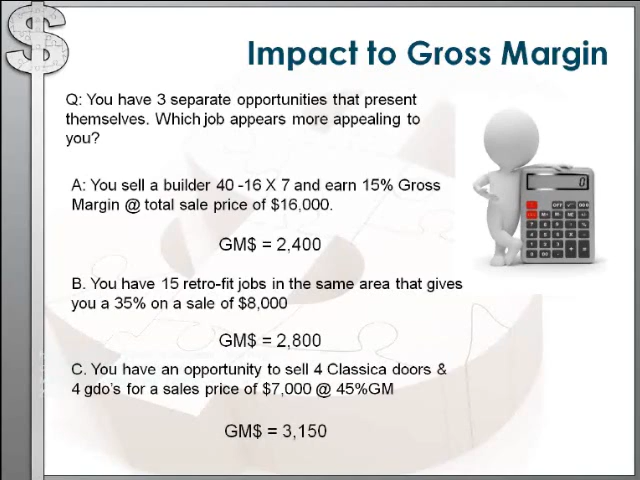 Impact to Gross Margin
Q: You have 3 separate opportunities that present
themselves. Which job appears more appealing to
you?
A: You sell a builder 40 -16 X 7 and earn 15% Gross
Margin @ total sale price of $16,000.
GM$ = 2,400
B. You have 15 retro-fit jobs in the same area that gives
you a 35% on a sale of $8,000
GM$ = 2,800
C. You have an opportunity to sell 4 Classica doors &
4 gdo's for a sales price of $7,000 @ 45%GM
GM$ = 3,150